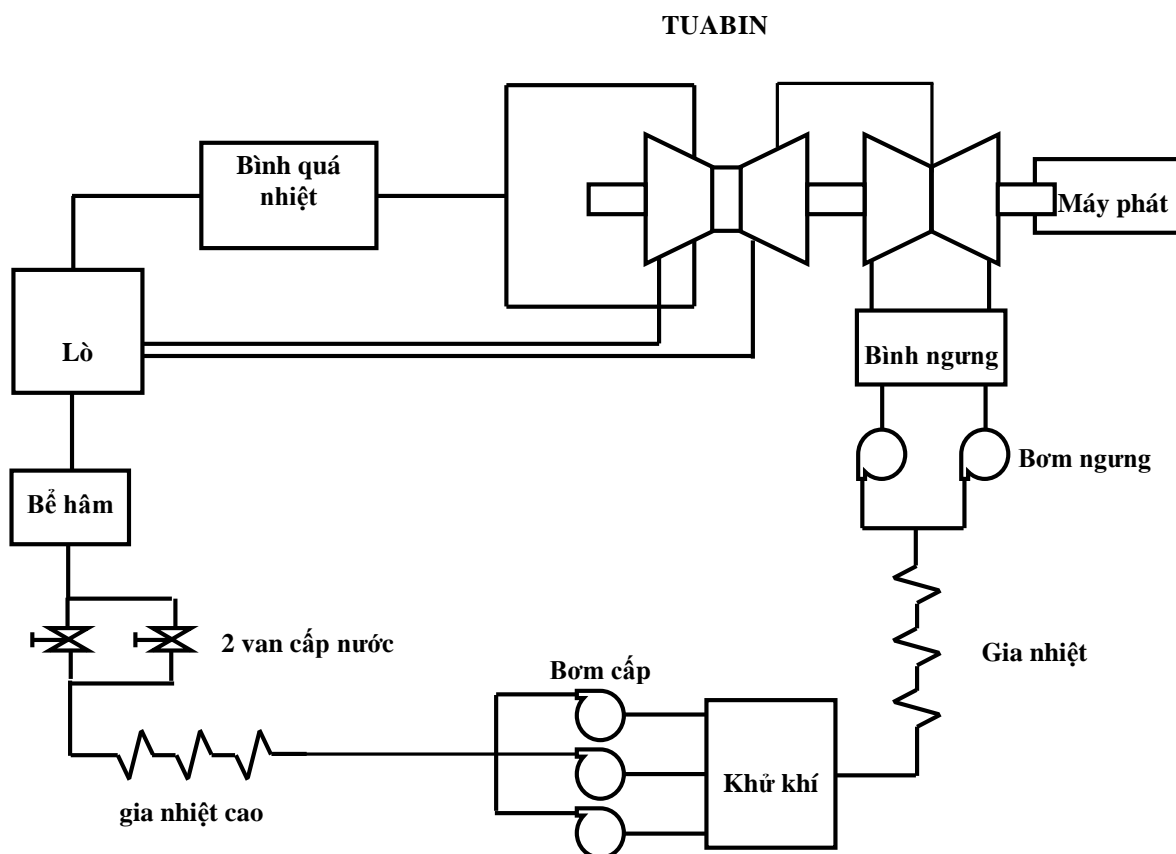 TUABIN
Bình quá
nhiệt
Máy phát
Lò
Bình ngưng
Bơm ngưng
Bể hâm
2 van cấp nước
Gia nhiệt
Bơm cấp
Khử khí
gia nhiệt cao